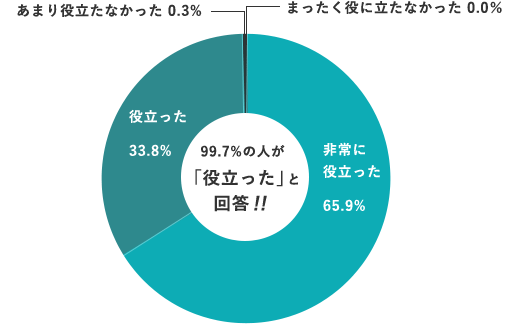 あまり役立たなかった 0.3%
まったく役に立たなかった 0.0%
役立った
33.8%
99.7%の人が
「役立った」と
回答!!
非常に
役立った
65.9%